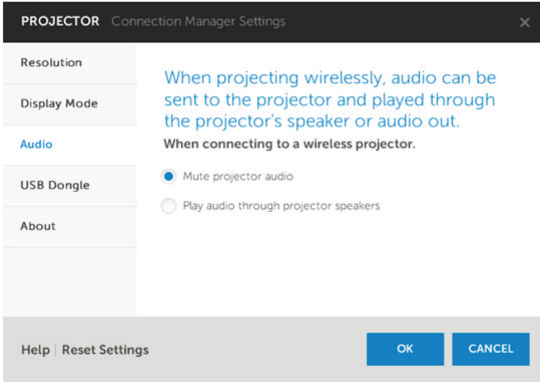 PROJECTOR Connection Manager Settings
Resolution
Display Mode
Audio
USB Dongle
About
When projecting wirelessly, audio can be
sent to the projector and played through
the projector's speaker or audio out.
When connecting to a wireless projector.
Mute projector audio
Play audio through projector speakers
Help | Reset Settings
OK
CANCEL